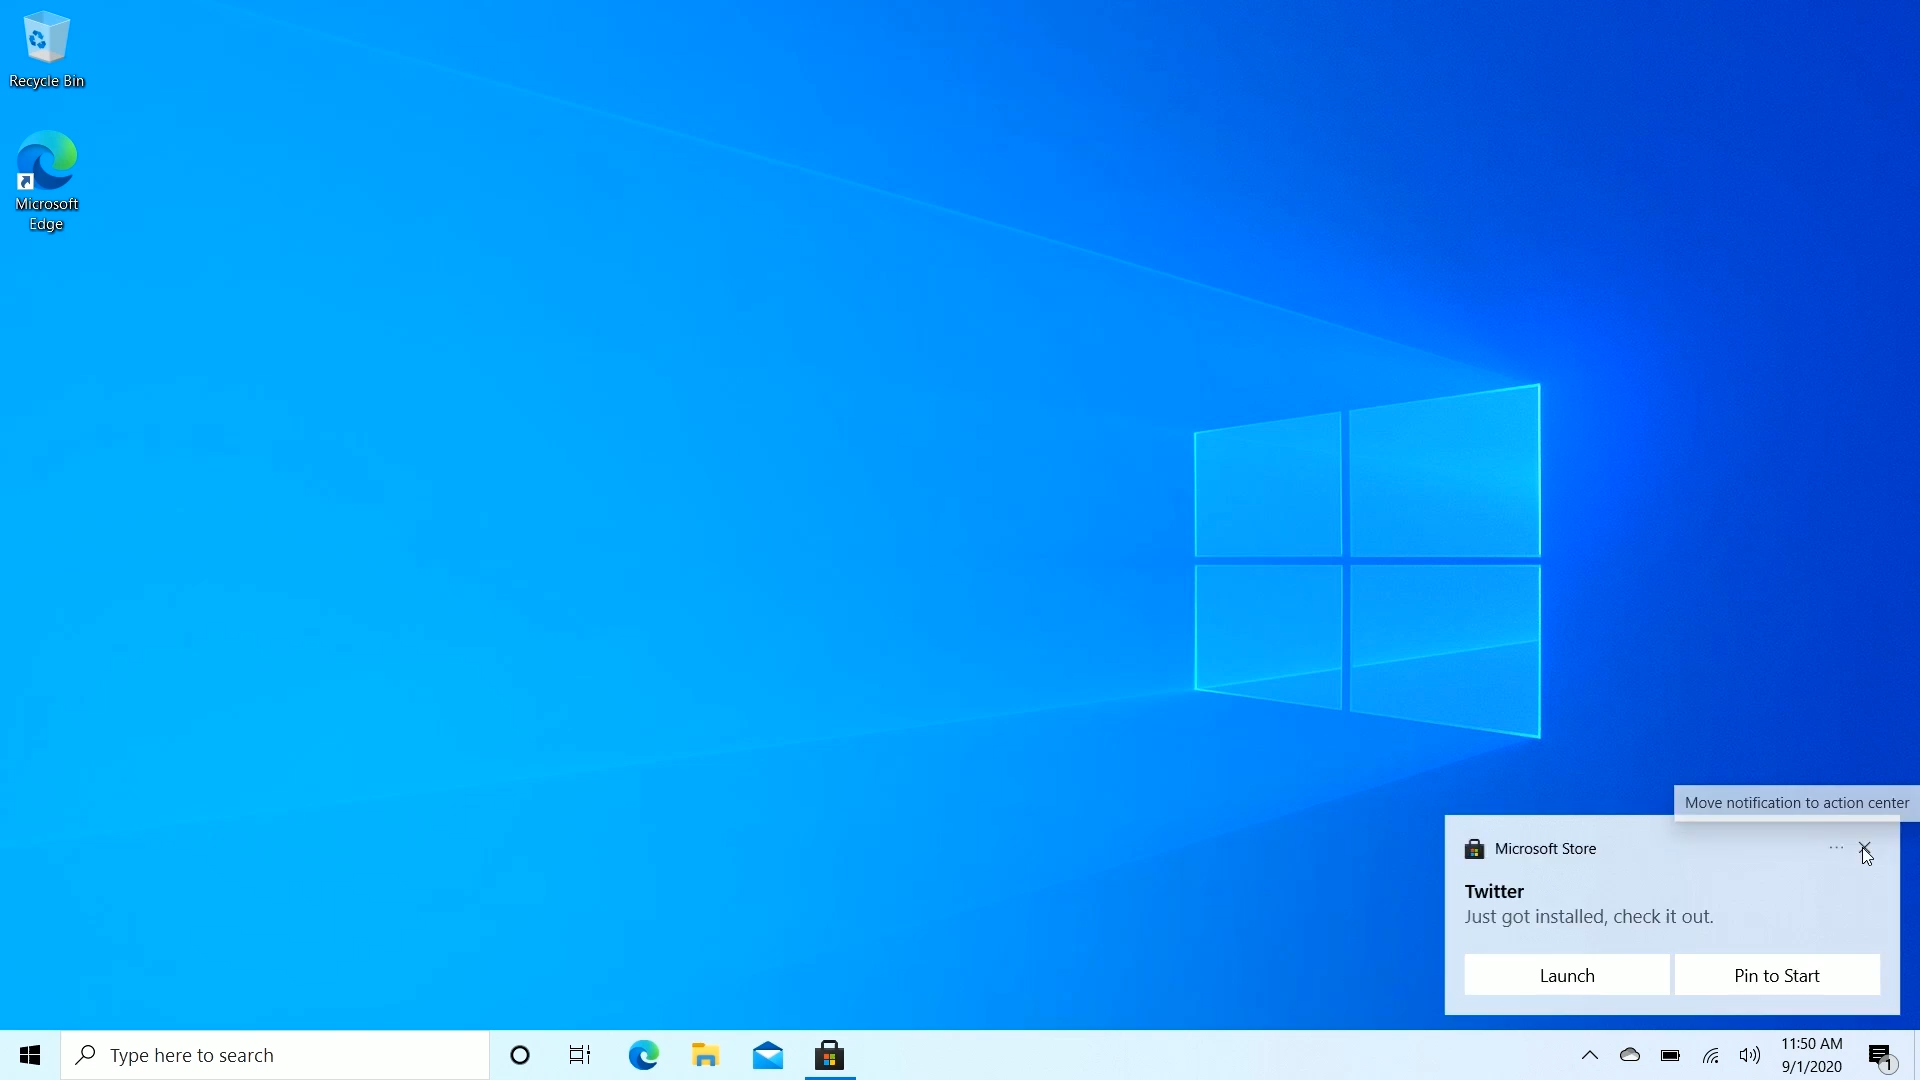 Recycle Bin
Microsoft
Edge
Move notification to action center
Microsoft Store
Twitter
Just got installed, check it out.
Launch
Pin to Start
Type here to search
11:50 AM
9/1/2020
1